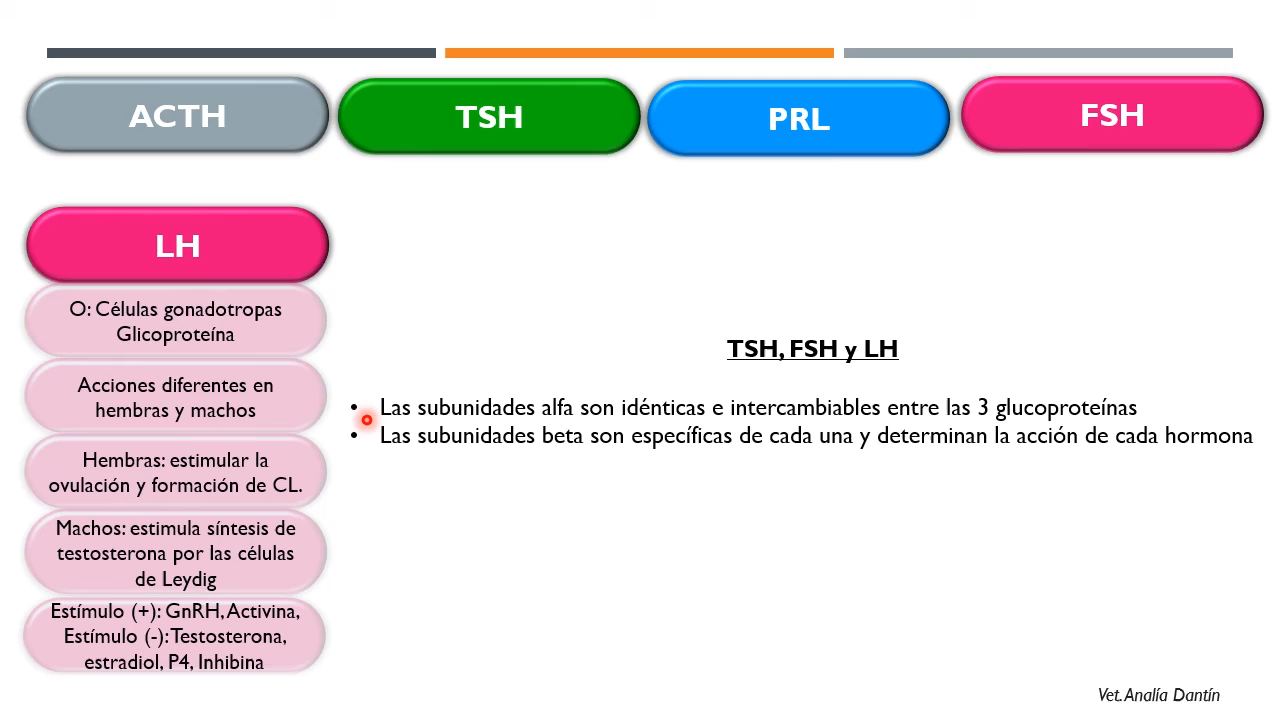 ACTH
TSH
PRL
FSH
LH
O: Células gonadotropas
Glicoproteína
Acciones diferentes en
hembras y machos
Hembras: estimular la
ovulación y formación de CL.
Machos: estimula síntesis de
testosterona por las células
de Leydig
Estímulo (+): GnRH, Activina,
Estímulo (-): Testosterona,
estradiol, P4, Inhibina
TSH, FSH y LH
• Las subunidades alfa son idénticas e intercambiables entre las 3 glucoproteínas
• Las subunidades beta son específicas de cada una y determinan la acción de cada hormona
Vet. Analía Dantín